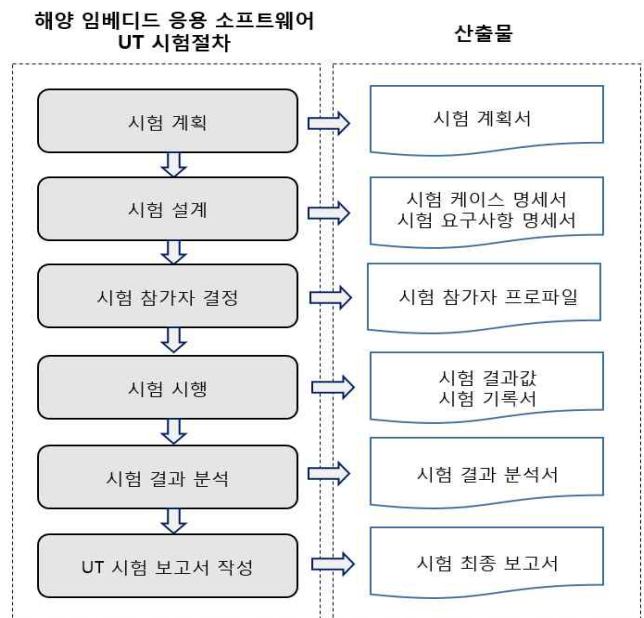 해양 임베디드 응용 소프트웨어
UT 시험절차
산출물
시험 계획
시험 계획서
시험 설계
시험 케이스 명세서
시험 요구사항 명세서
시험 참가자 결정
시험 참가자 프로파일
시험 시행
시험 결과값
시험 기록서
시험 결과 분석
시험 결과 분석서
UT 시험 보고서 작성
시험 최종 보고서